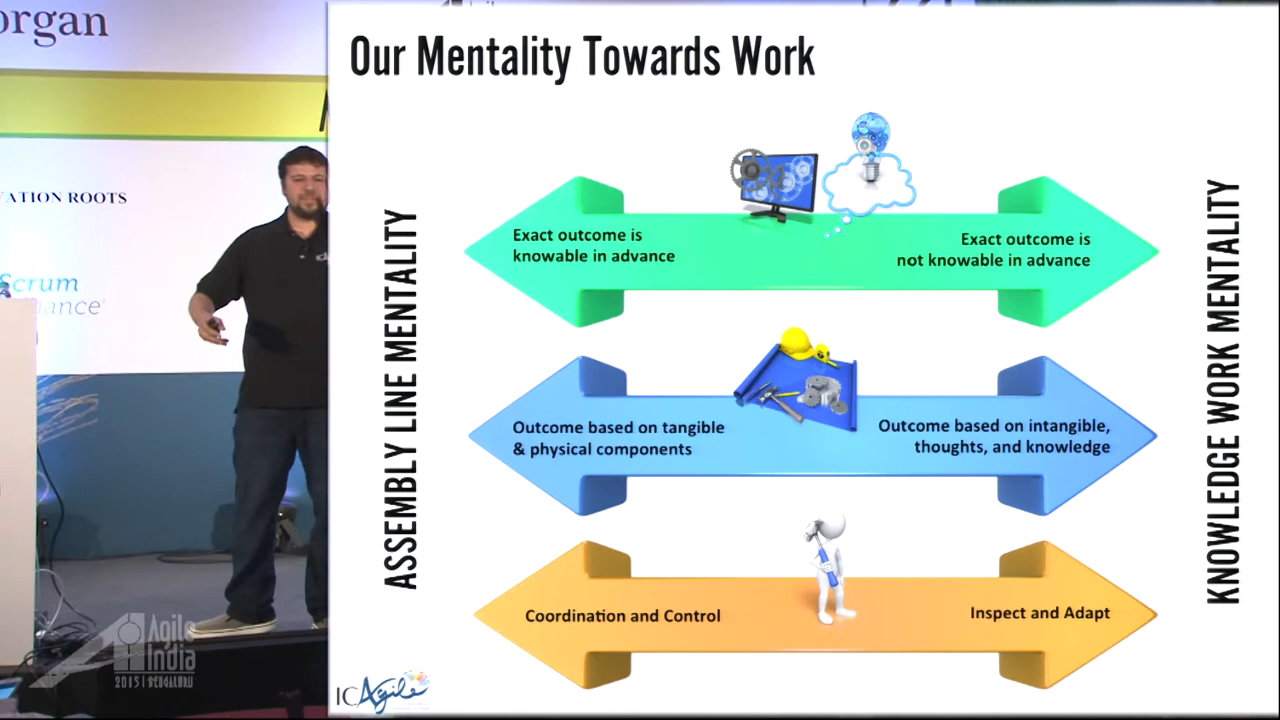 organ
Our Mentality Towards Work
VATION ROOTS
Scrum
iance
ASSEMBLY LINE MENTALITY
KNOWLEDGE WORK MENTALITY
Exact outcome is
knowable in advance
Exact outcome is
not knowable in advance
Outcome based on tangible
& physical components
Outcome based on intangible,
thoughts, and knowledge
Coordination and Control
Inspect and Adapt
Agile
India
2015 | BENGALURU
ICAgile